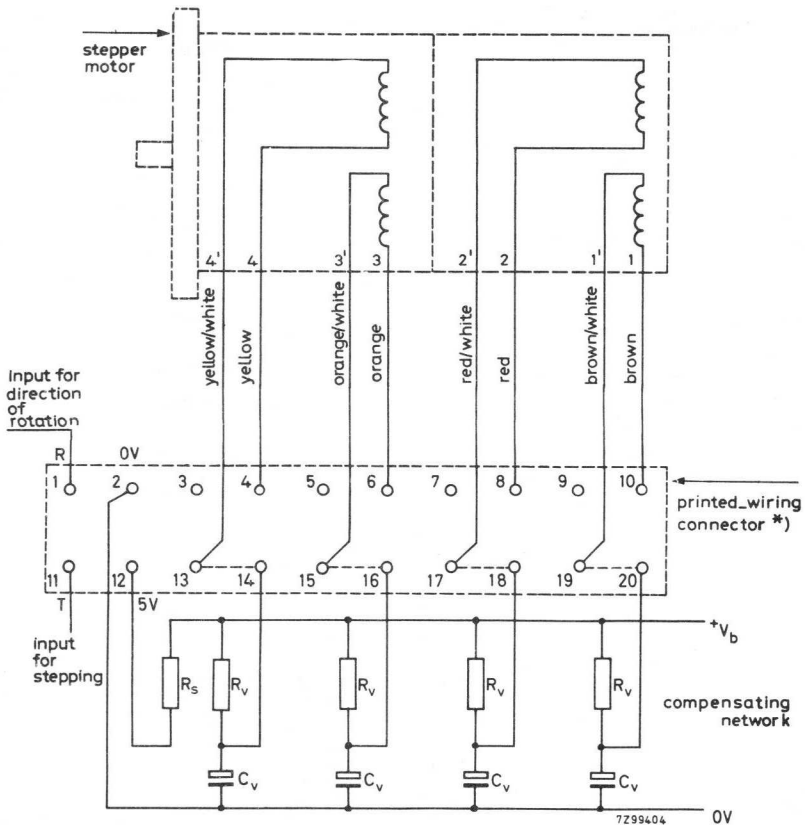 stepper
motor
4' 4 3' 3 2' 2 1' 1
yellow/white
yellow
orange/white
orange
red/white
red
brown/white
brown
input for
direction
of
rotation
R 0V
1 2 3 4 5 6 7 8 9 10
printed_wiring
connector *)
11 12 13 14 15 16 17 18 19 20
T 5V
input
for
stepping
+Vb
Rs Rv Rv Rv Rv
compensating
network
Cv Cv Cv Cv
7Z99404 0V